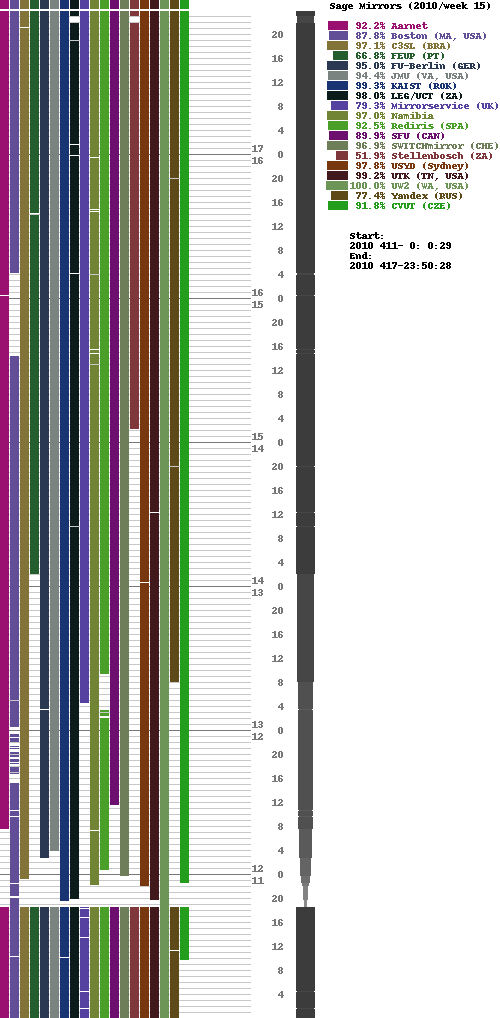 Sage Mirrors (2010/week 15)
92.2% Aarnet
87.8% Boston (MA, USA)
97.1% C3SL (BRA)
66.8% FEUP (PT)
95.0% FU-Berlin (GER)
94.4% JMU (VA, USA)
99.3% KAIST (ROK)
98.0% LEG/UCT (ZA)
79.3% Mirrorservice (UK)
97.0% Namibia
92.5% Rediris (SPA)
89.9% SFU (CAN)
96.9% SWITCHmirror (CHE)
51.9% Stellenbosch (ZA)
97.8% USYD (Sydney)
99.2% UTK (TN, USA)
100.0% UW2 (WA, USA)
77.4% Yandex (RUS)
91.8% CVUT (CZE)
Start:
2010 411- 0: 0:29
End:
2010 417-23:50:28
20
16
12
8
4
17
0
16
20
16
12
8
4
16
0
15
20
16
12
8
4
15
0
14
20
16
12
8
4
14
0
13
20
16
12
8
4
13
0
12
20
16
12
8
4
12
0
11
20
16
12
8
4